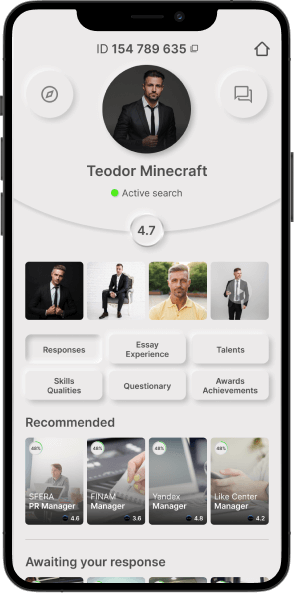 ID 154 789 635
Teodor Minecraft
Active search
4.7
Responses
Essay
Experience
Talents
Skills
Qualities
Questionary
Awards
Achievements
Recommended
48%
48%
48%
48%
SFERA
PR Manager
4.6
FINAM
Manager
3.6
Yandex
Manager
4.8
Like Center
Manager
4.2
Awaiting your response